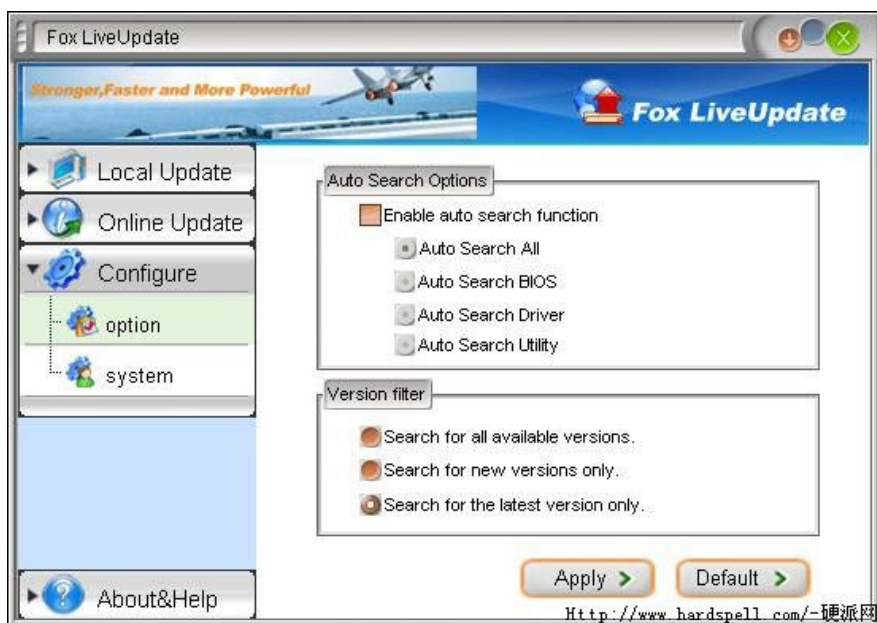 Fox LiveUpdate
Stronger,Faster and More Powerful
Fox LiveUpdate
Local Update
Online Update
Configure
option
system
About&Help
Auto Search Options
Enable auto search function
Auto Search All
Auto Search BIOS
Auto Search Driver
Auto Search Utility
Version filter
Search for all available versions.
Search for new versions only.
Search for the latest version only.
Apply
Default
Http://www.hardspell.com/-硬派网